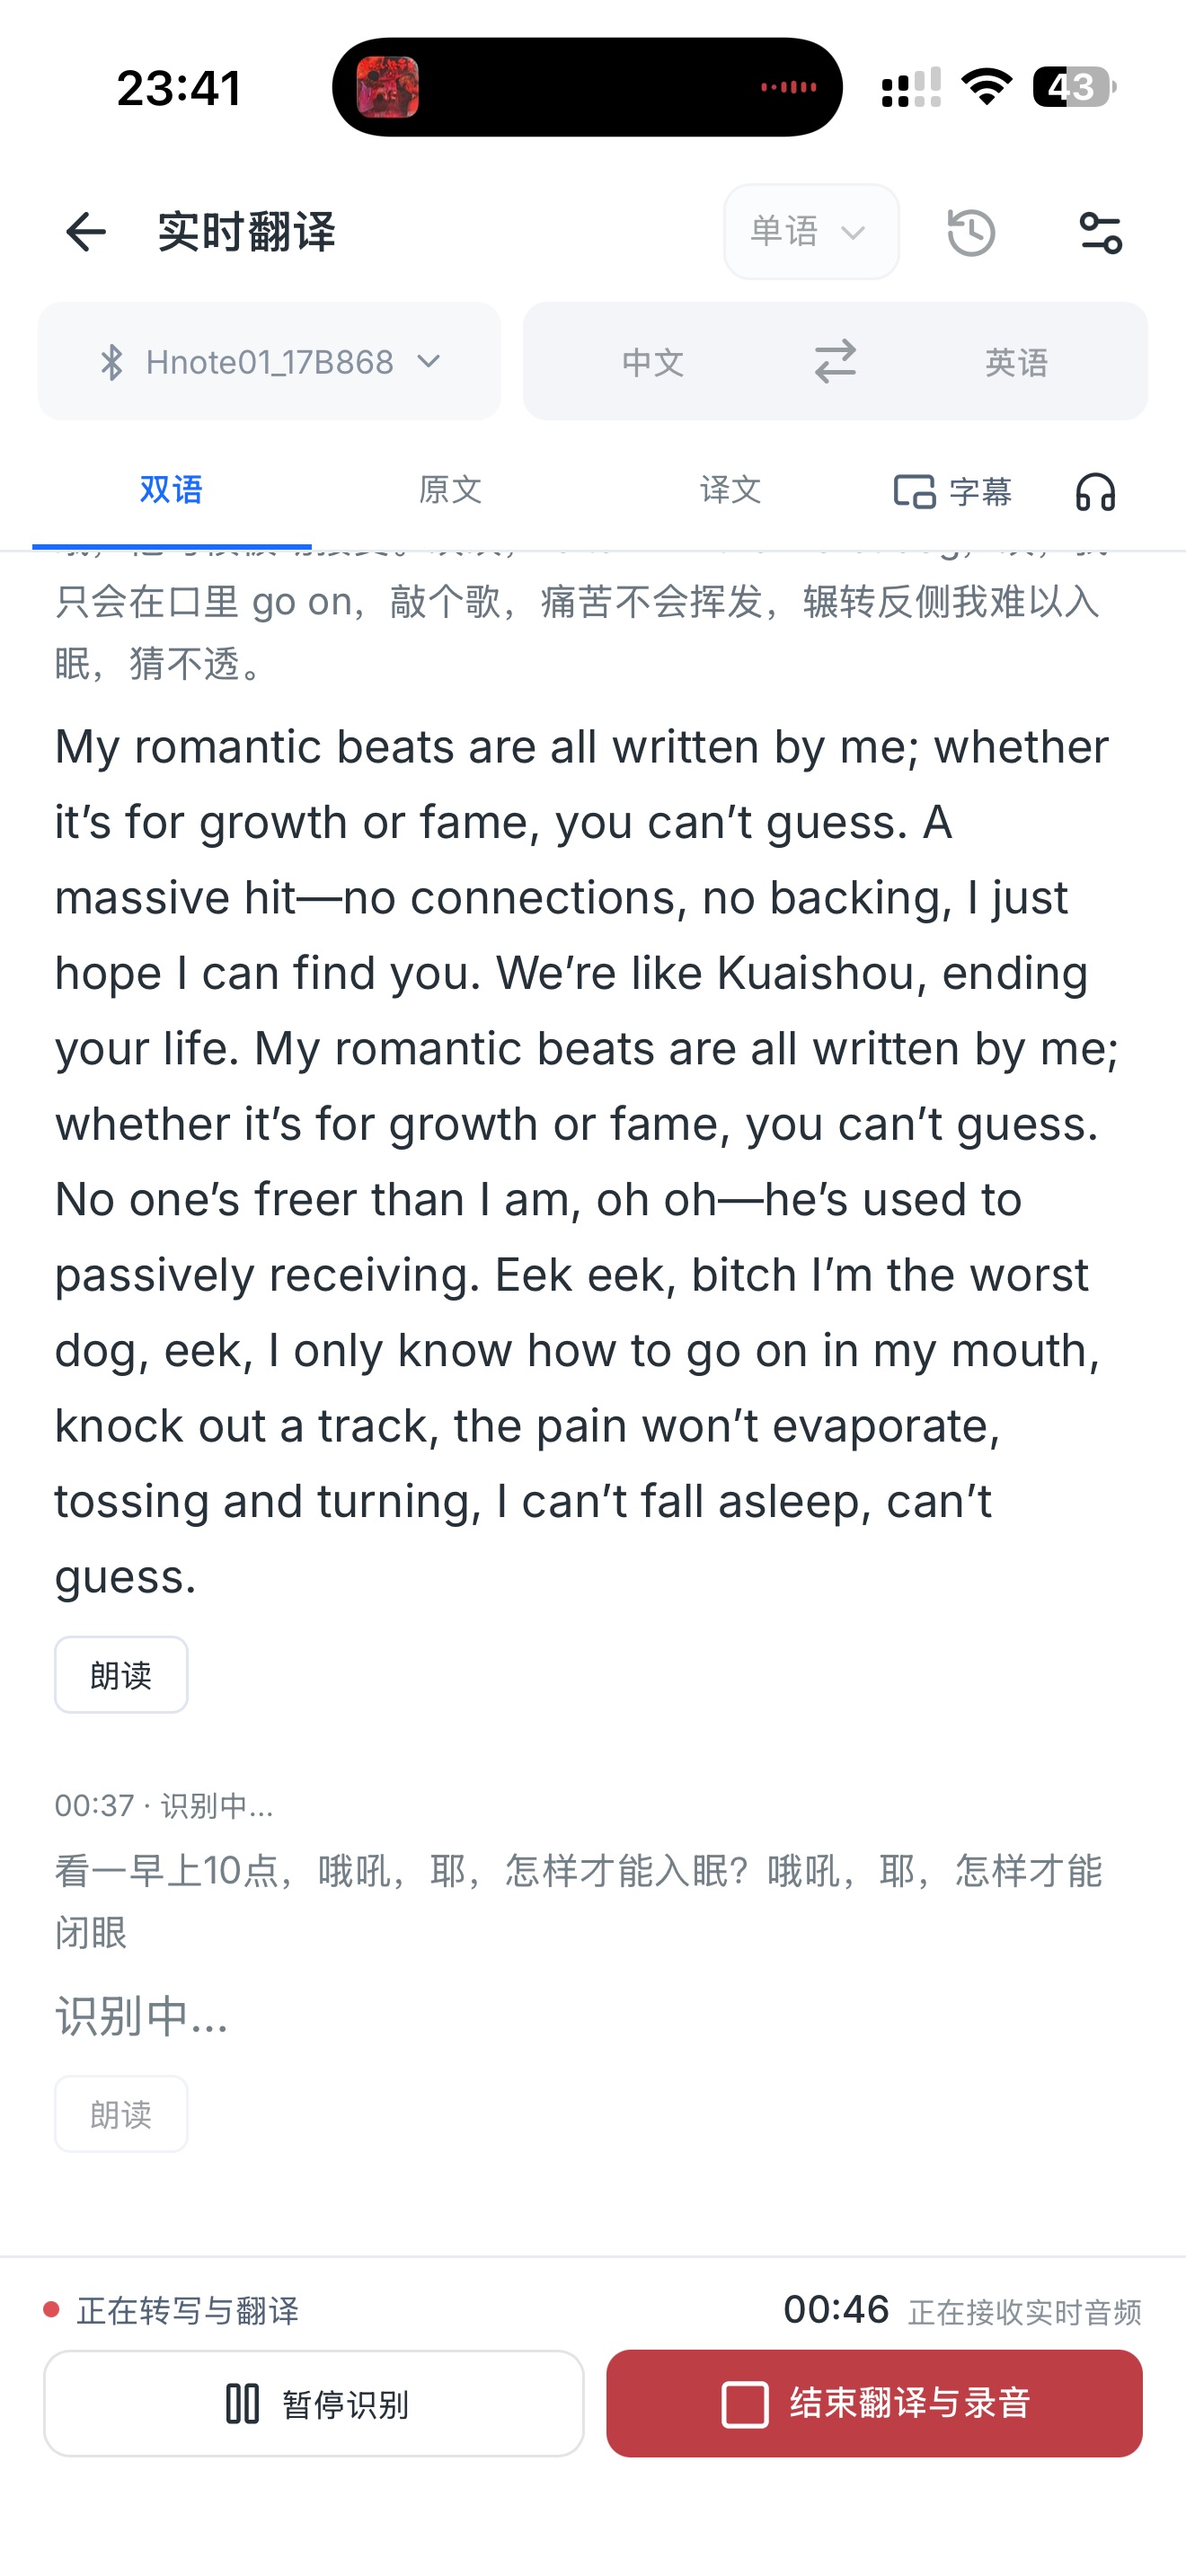 23:41
43
实时翻译
单语
Hnote01_17B868
中文
英语
双语
原文
译文
字幕
只会在口里 go on，敲个歌，痛苦不会挥发，辗转反侧我难以入
眠，猜不透。
My romantic beats are all written by me; whether
it’s for growth or fame, you can’t guess. A
massive hit—no connections, no backing, I just
hope I can find you. We’re like Kuaishou, ending
your life. My romantic beats are all written by me;
whether it’s for growth or fame, you can’t guess.
No one’s freer than I am, oh oh—he’s used to
passively receiving. Eek eek, bitch I’m the worst
dog, eek, I only know how to go on in my mouth,
knock out a track, the pain won’t evaporate,
tossing and turning, I can’t fall asleep, can’t
guess.
朗读
00:37 · 识别中...
看一早上10点，哦吼，耶，怎样才能入眠？哦吼，耶，怎样才能
闭眼
识别中...
朗读
正在转写与翻译
00:46 正在接收实时音频
暂停识别
结束翻译与录音